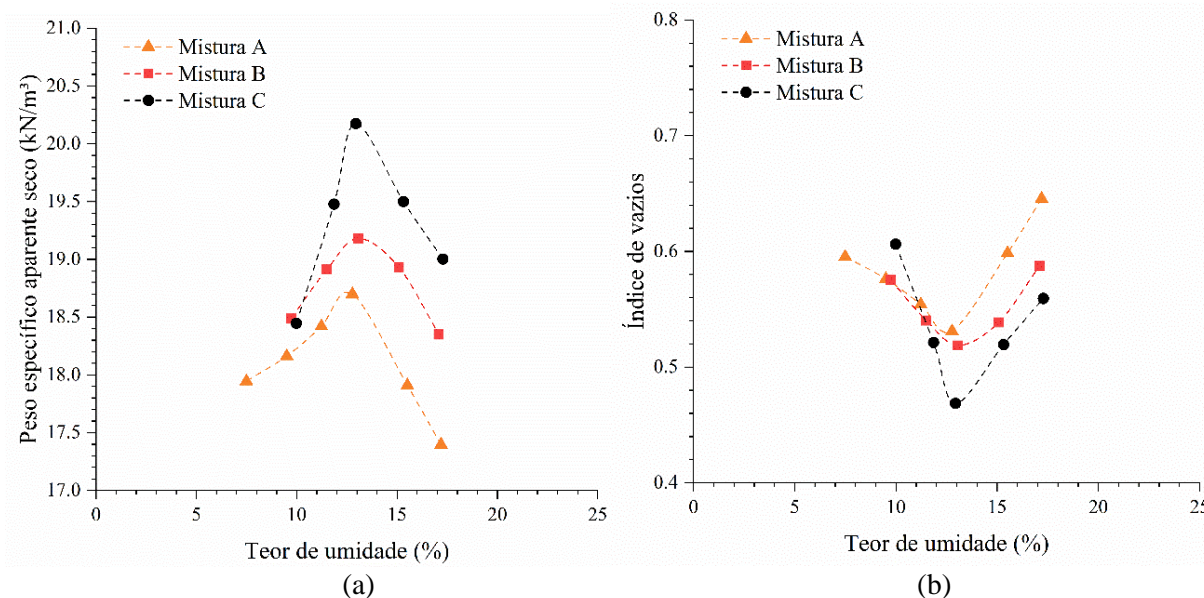 Peso específico aparente seco (kN/m³)
21.0
20.5
20.0
19.5
19.0
18.5
18.0
17.5
17.0
Mistura A
Mistura B
Mistura C
0
5
10
15
20
25
Teor de umidade (%)
(a)
Índice de vazios
0.8
0.7
0.6
0.5
0.4
Mistura A
Mistura B
Mistura C
0
5
10
15
20
25
Teor de umidade (%)
(b)